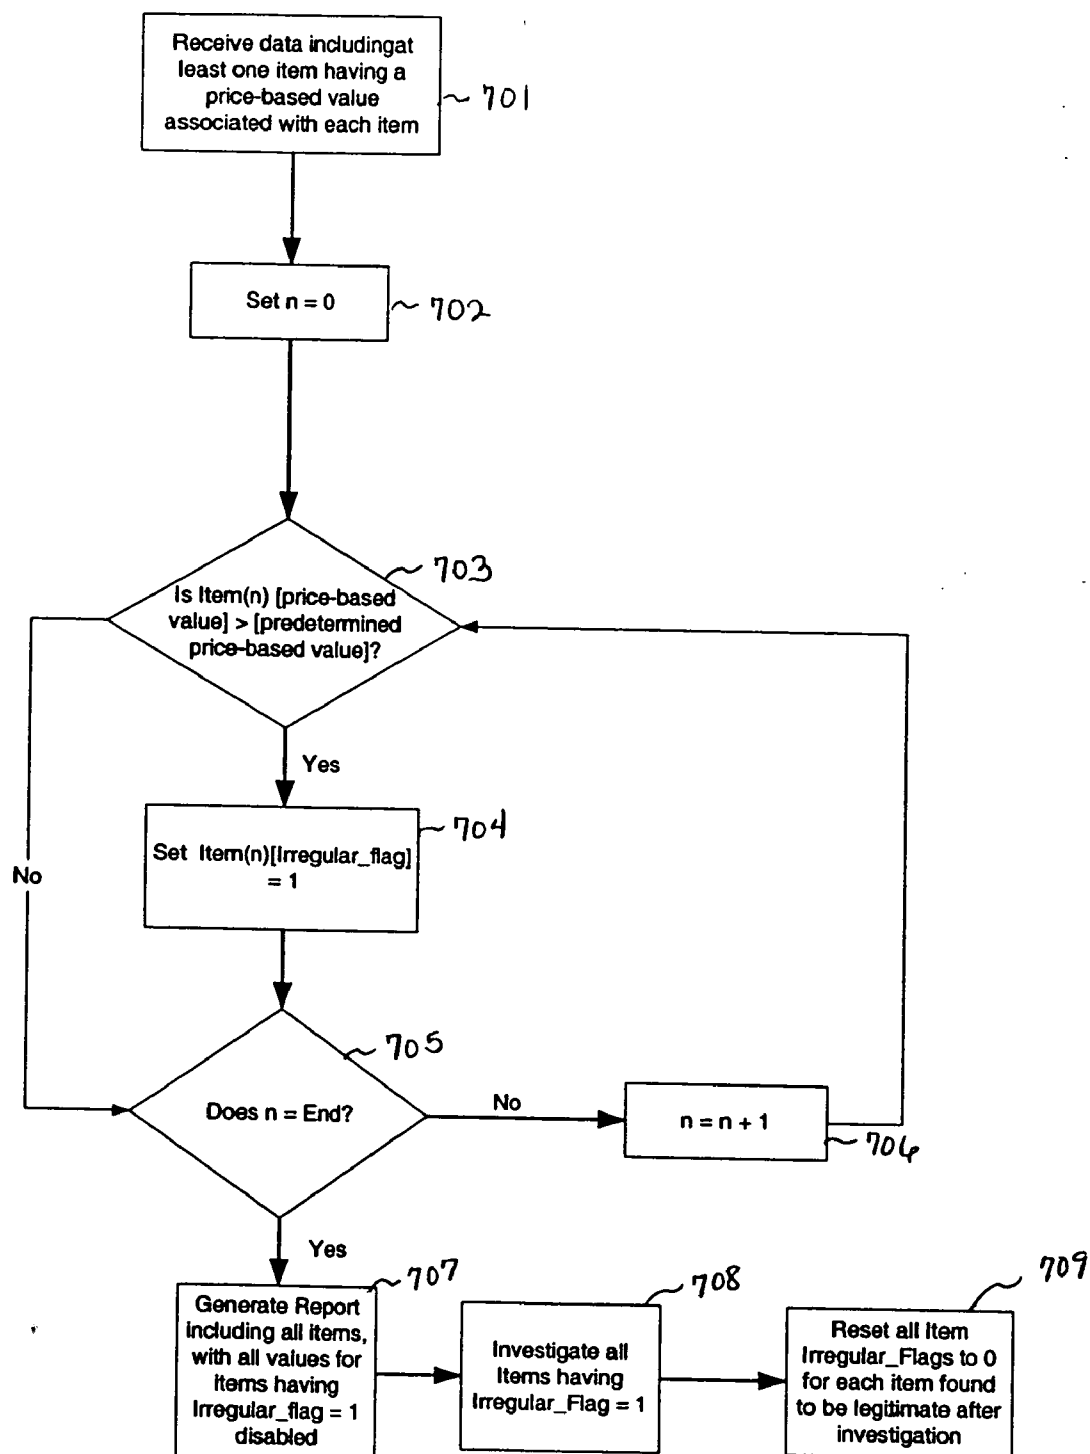 Receive data includingat
least one item having a
price-based value
associated with each item
701
Set n = 0
702
703
Is Item(n) [price-based
value] > [predetermined
price-based value]?
Yes
No
704
Set Item(n)[Irregular_flag]
= 1
705
Does n = End?
No
n = n + 1
706
Yes
707
Generate Report
including all items,
with all values for
Items having
Irregular_flag = 1
disabled
708
Investigate all
Items having
Irregular_Flag = 1
709
Reset all Item
Irregular_Flags to 0
for each item found
to be legitimate after
investigation